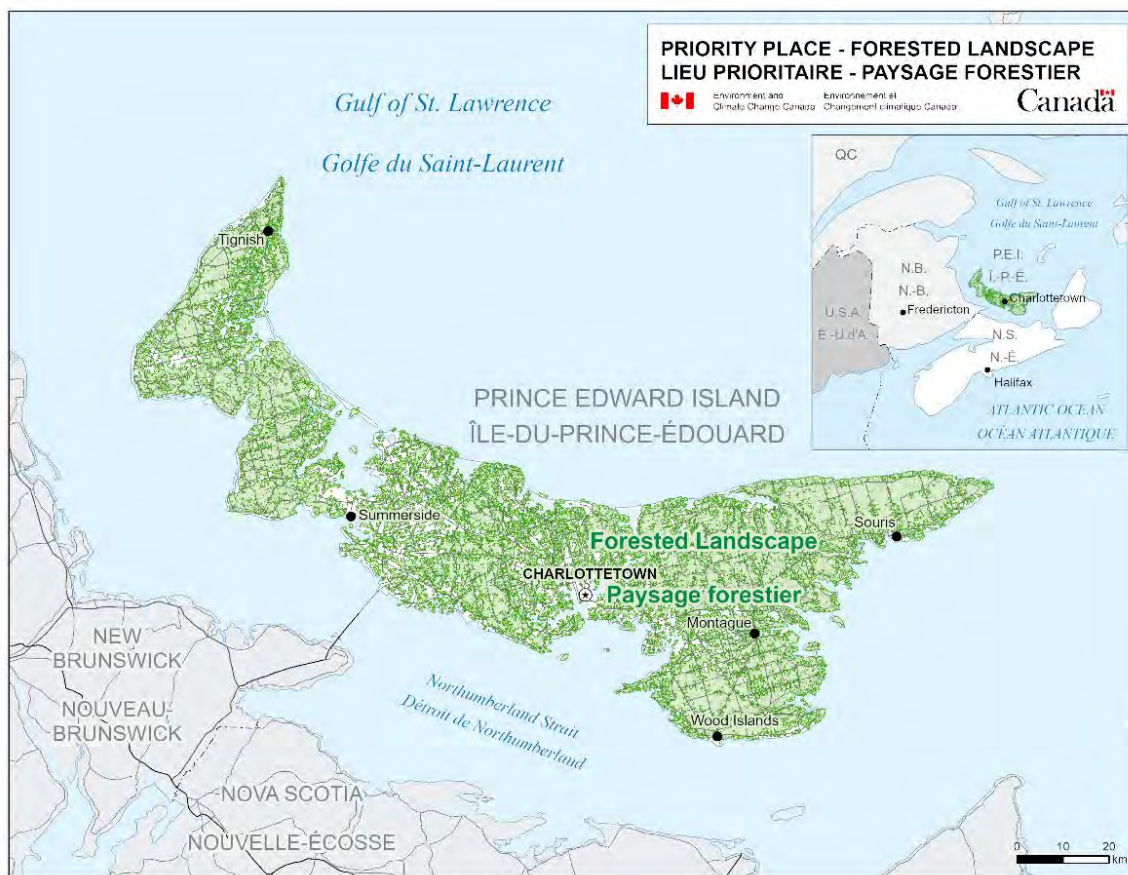 PRIORITY PLACE - FORESTED LANDSCAPE
LIEU PRIORITAIRE - PAYSAGE FORESTIER
Environment and
Climate Change Canada
Environnement et
Changement climatique Canada
Canada
Gulf of St. Lawrence
Golfe du Saint-Laurent
QC
Gulf of St. Lawrence
Golfe du Saint-Laurent
P.E.I.
Î.-P.-É.
Charlottetown
N.B.
N.-B.
Fredericton
U.S.A
É.-U.d'A.
N.S.
N.-É.
Halifax
ATLANTIC OCEAN
OCÉAN ATLANTIQUE
Tignish
PRINCE EDWARD ISLAND
ÎLE-DU-PRINCE-ÉDOUARD
Summerside
Souris
Forested Landscape
CHARLOTTETOWN
Paysage forestier
Montague
NEW
BRUNSWICK
NOUVEAU-
BRUNSWICK
Northumberland Strait
Détroit de Northumberland
Wood Islands
NOVA SCOTIA
NOUVELLE-ÉCOSSE
0 10 20
km